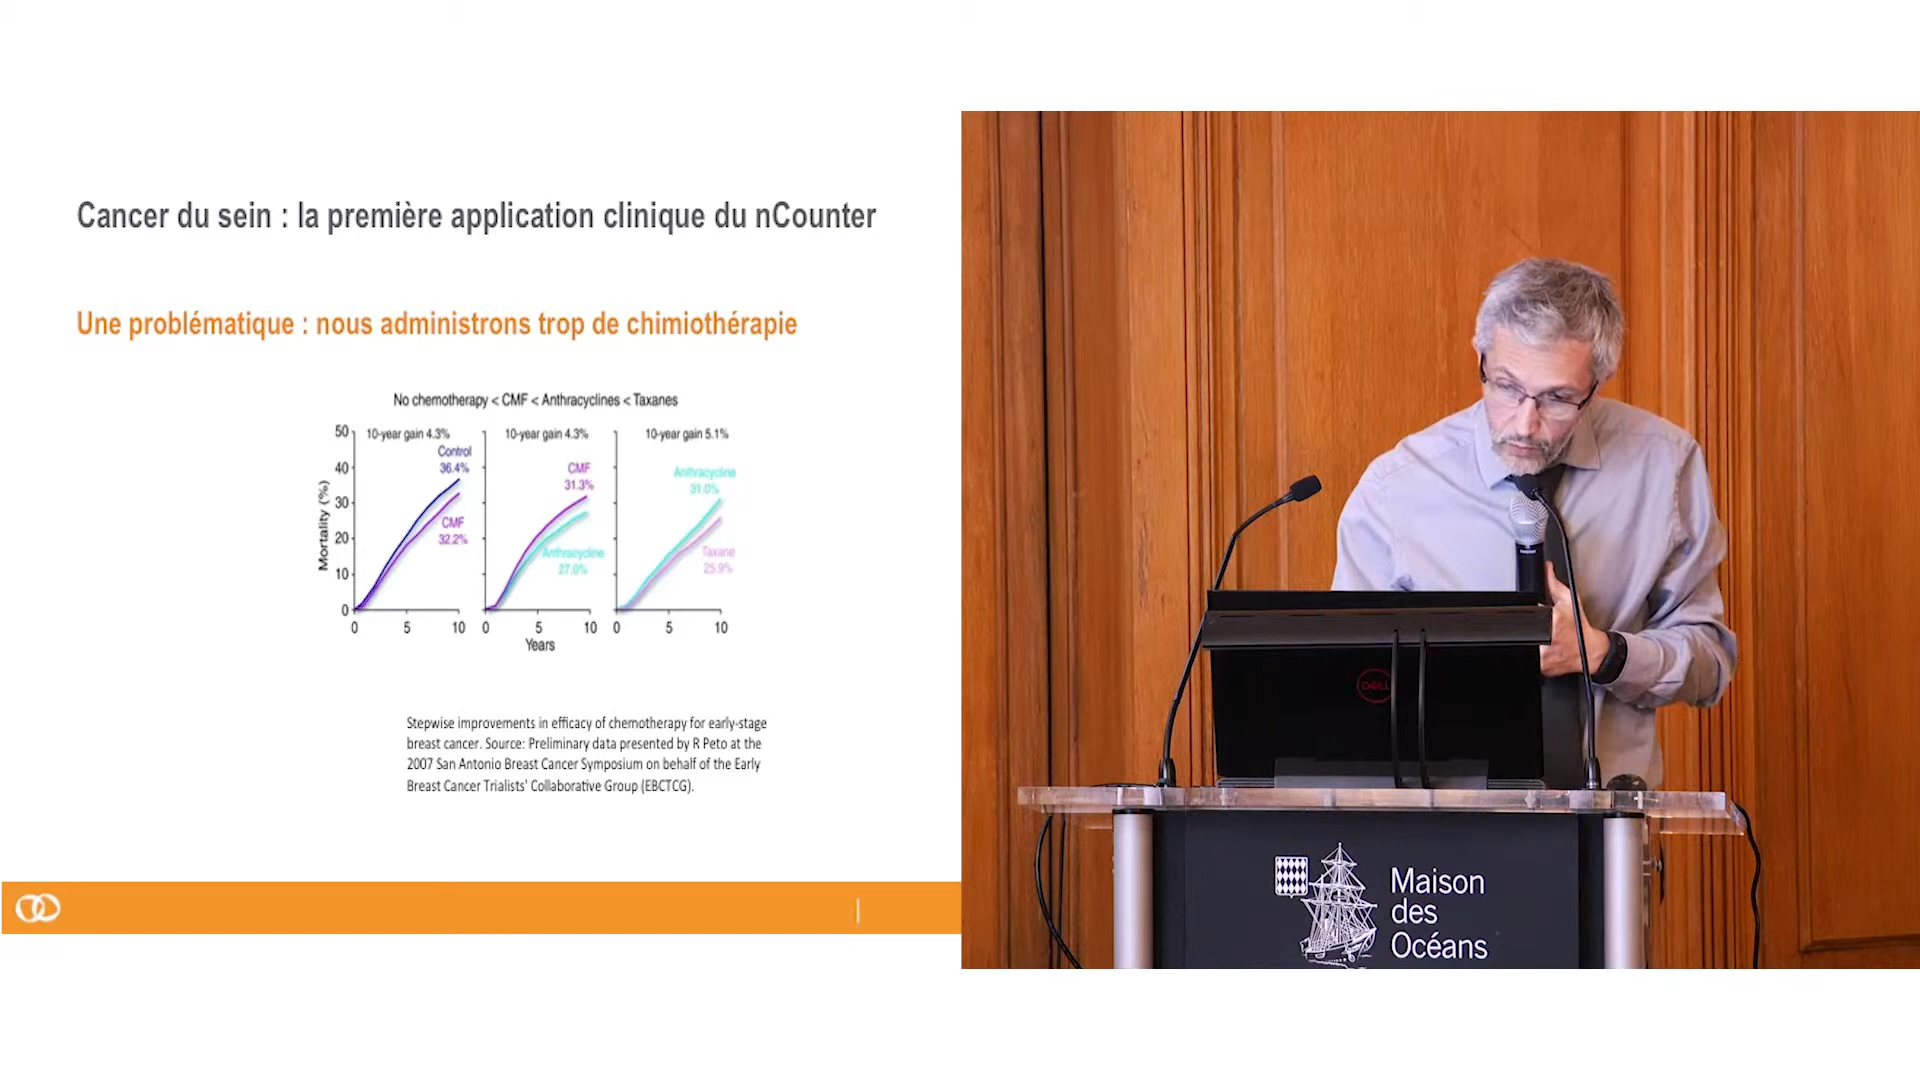 Cancer du sein : la première application clinique du nCounter
Une problématique : nous administrons trop de chimiothérapie
No chemotherapy < CMF < Anthracyclines < Taxanes
Mortality (%)
50
40
30
20
10
0
10-year gain 4.3%
Control
36.4%
CMF
32.2%
0 5 10
10-year gain 4.3%
CMF
31.3%
Anthracycline
27.0%
0 5 10
10-year gain 5.1%
Anthracycline
31.0%
Taxane
25.9%
0 5 10
Years
Stepwise improvements in efficacy of chemotherapy for early-stage
breast cancer. Source: Preliminary data presented by R Peto at the
2007 San Antonio Breast Cancer Symposium on behalf of the Early
Breast Cancer Trialists' Collaborative Group (EBCTCG).
DELL
Maison
des
Océans